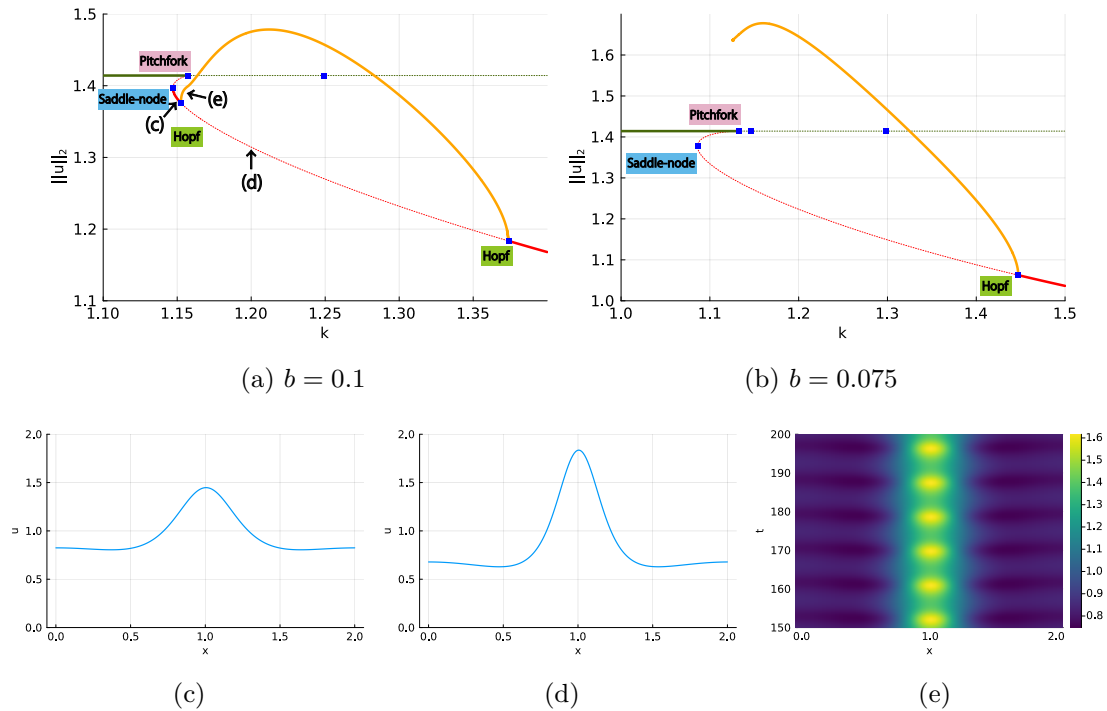 1.5
1.4
1.3
1.2
1.1
||u||₂
1.10
1.15
1.20
1.25
1.30
1.35
k
Pitchfork
Saddle-node
(c)
(e)
Hopf
(d)
Hopf
(a) b = 0.1
1.6
1.5
1.4
1.3
1.2
1.1
1.0
||u||₂
1.0
1.1
1.2
1.3
1.4
1.5
k
Pitchfork
Saddle-node
Hopf
(b) b = 0.075
2.0
1.5
1.0
0.5
0.0
u
0.0
0.5
1.0
1.5
2.0
x
(c)
2.0
1.5
1.0
0.5
0.0
u
0.0
0.5
1.0
1.5
2.0
x
(d)
200
190
180
170
160
150
t
0.0
1.0
2.0
x
1.6
1.5
1.4
1.3
1.2
1.1
1.0
0.9
0.8
(e)